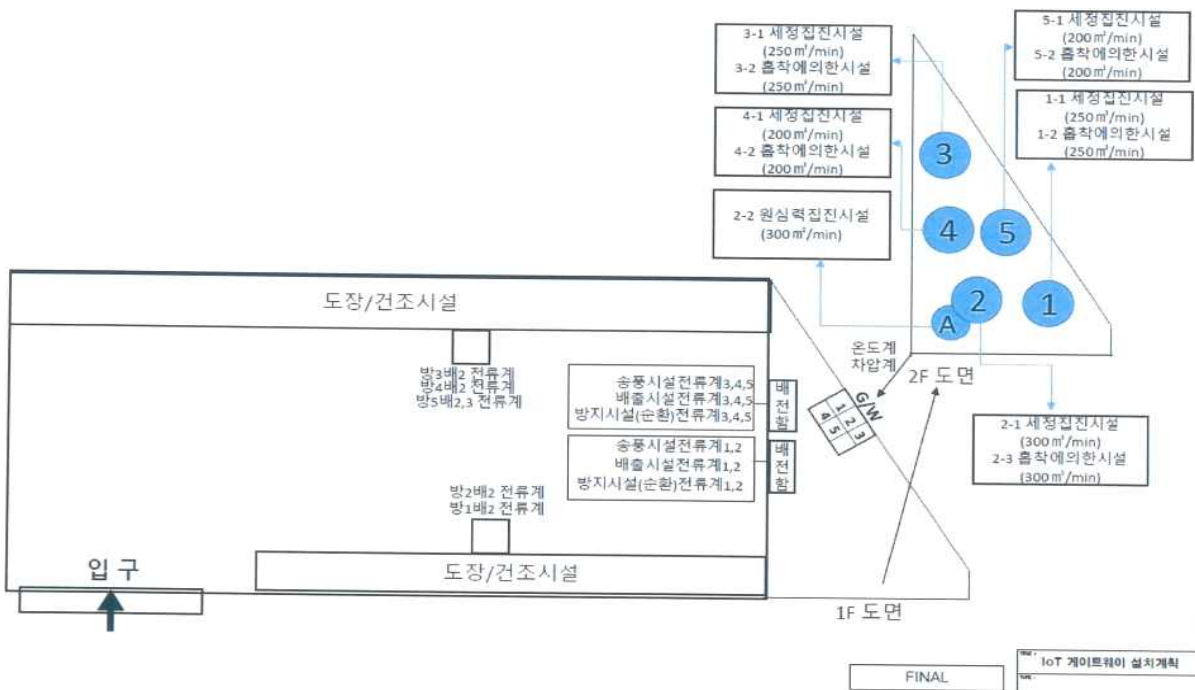 3-1 세정집진시설
(250㎥/min)
3-2 흡착에의한시설
(250㎥/min)
5-1 세정집진시설
(200㎥/min)
5-2 흡착에의한시설
(200㎥/min)
4-1 세정집진시설
(200㎥/min)
4-2 흡착에의한시설
(200㎥/min)
1-1 세정집진시설
(250㎥/min)
1-2 흡착에의한시설
(250㎥/min)
2-2 원심력집진시설
(300㎥/min)
3
4
5
2
1
A
온도계
차압계
2F 도면
2-1 세정집진시설
(300㎥/min)
2-3 흡착에의한시설
(300㎥/min)
도장/건조시설
방3배2 전류계
방4배2 전류계
방5배2,3 전류계
송풍시설전류계3,4,5
배출시설전류계3,4,5
방지시설(순환)전류계3,4,5
배전함
송풍시설전류계1,2
배출시설전류계1,2
방지시설(순환)전류계1,2
배전함
G/W
1 2 3
4 5
방2배2 전류계
방1배2 전류계
도장/건조시설
입구
1F 도면
FINAL
IoT 게이트웨이 설치계획